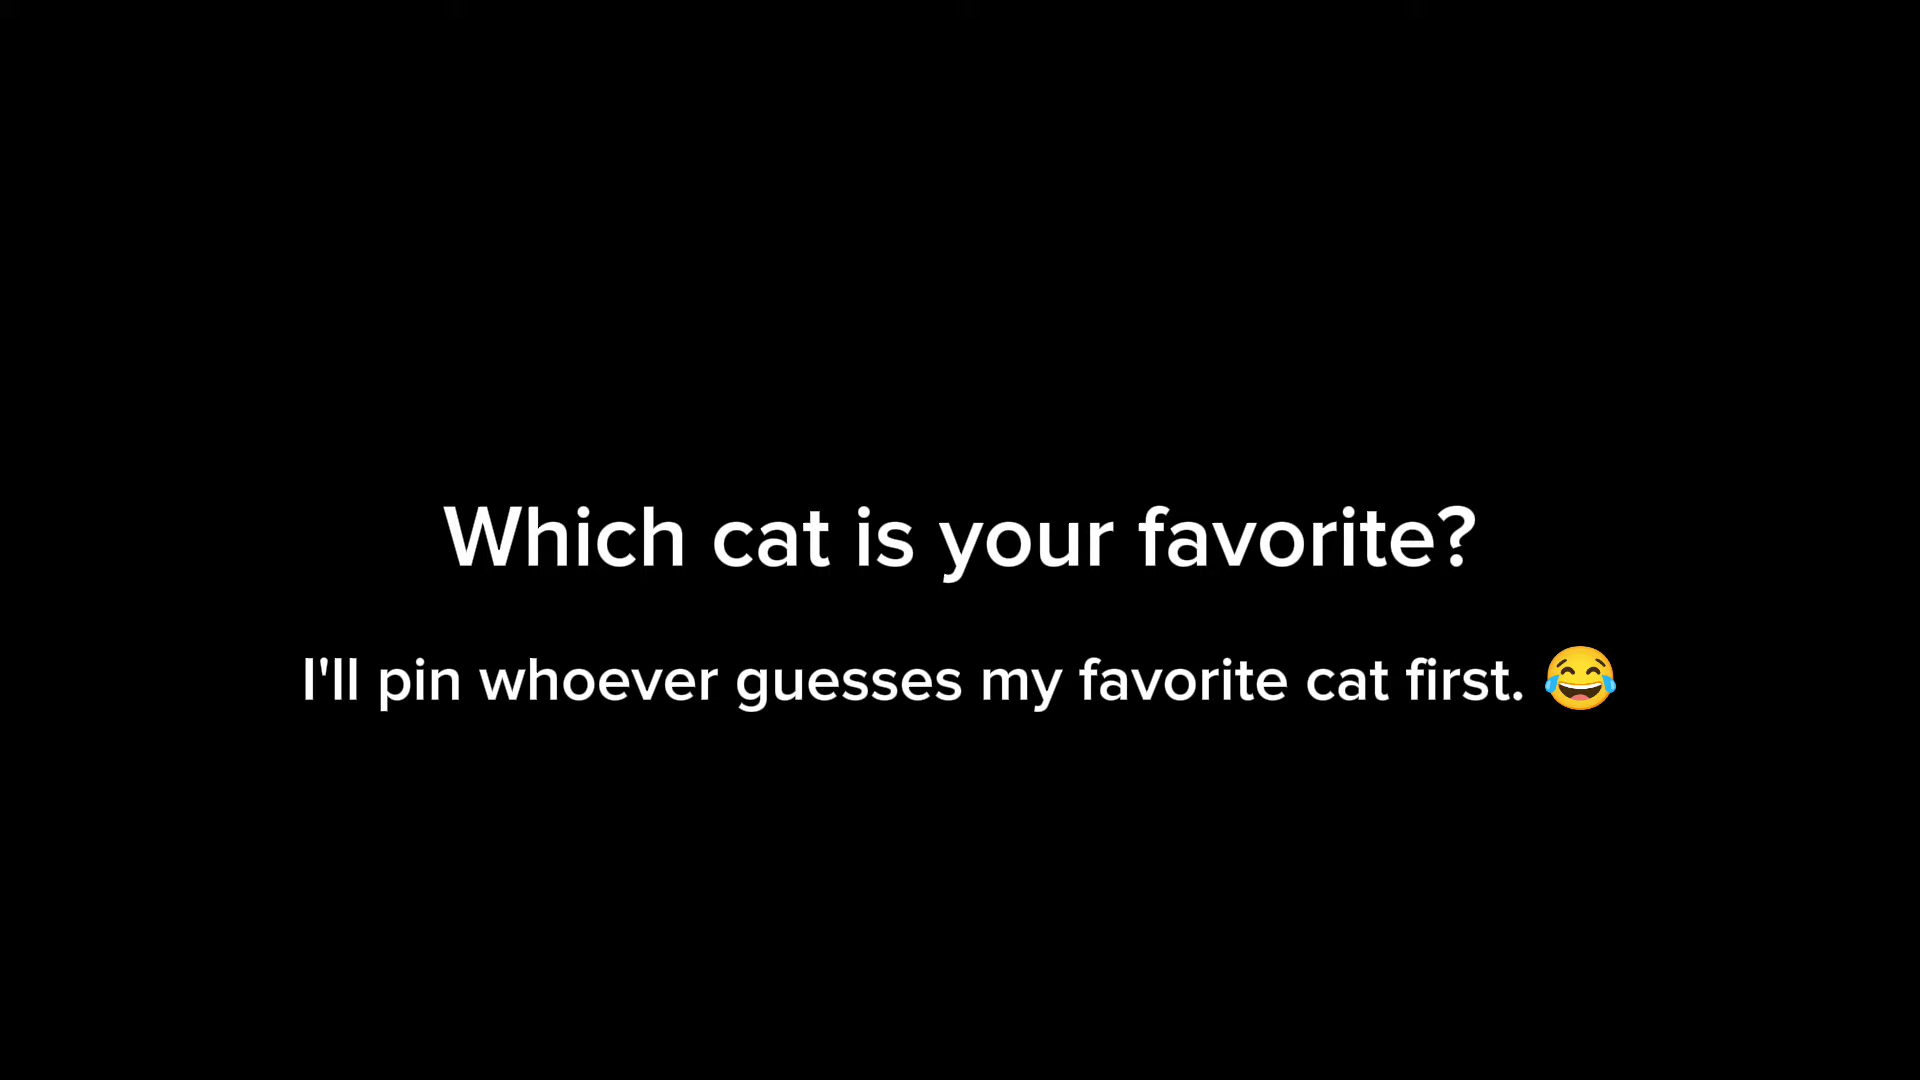 Which cat is your favorite?
I'll pin whoever guesses my favorite cat first. 😂